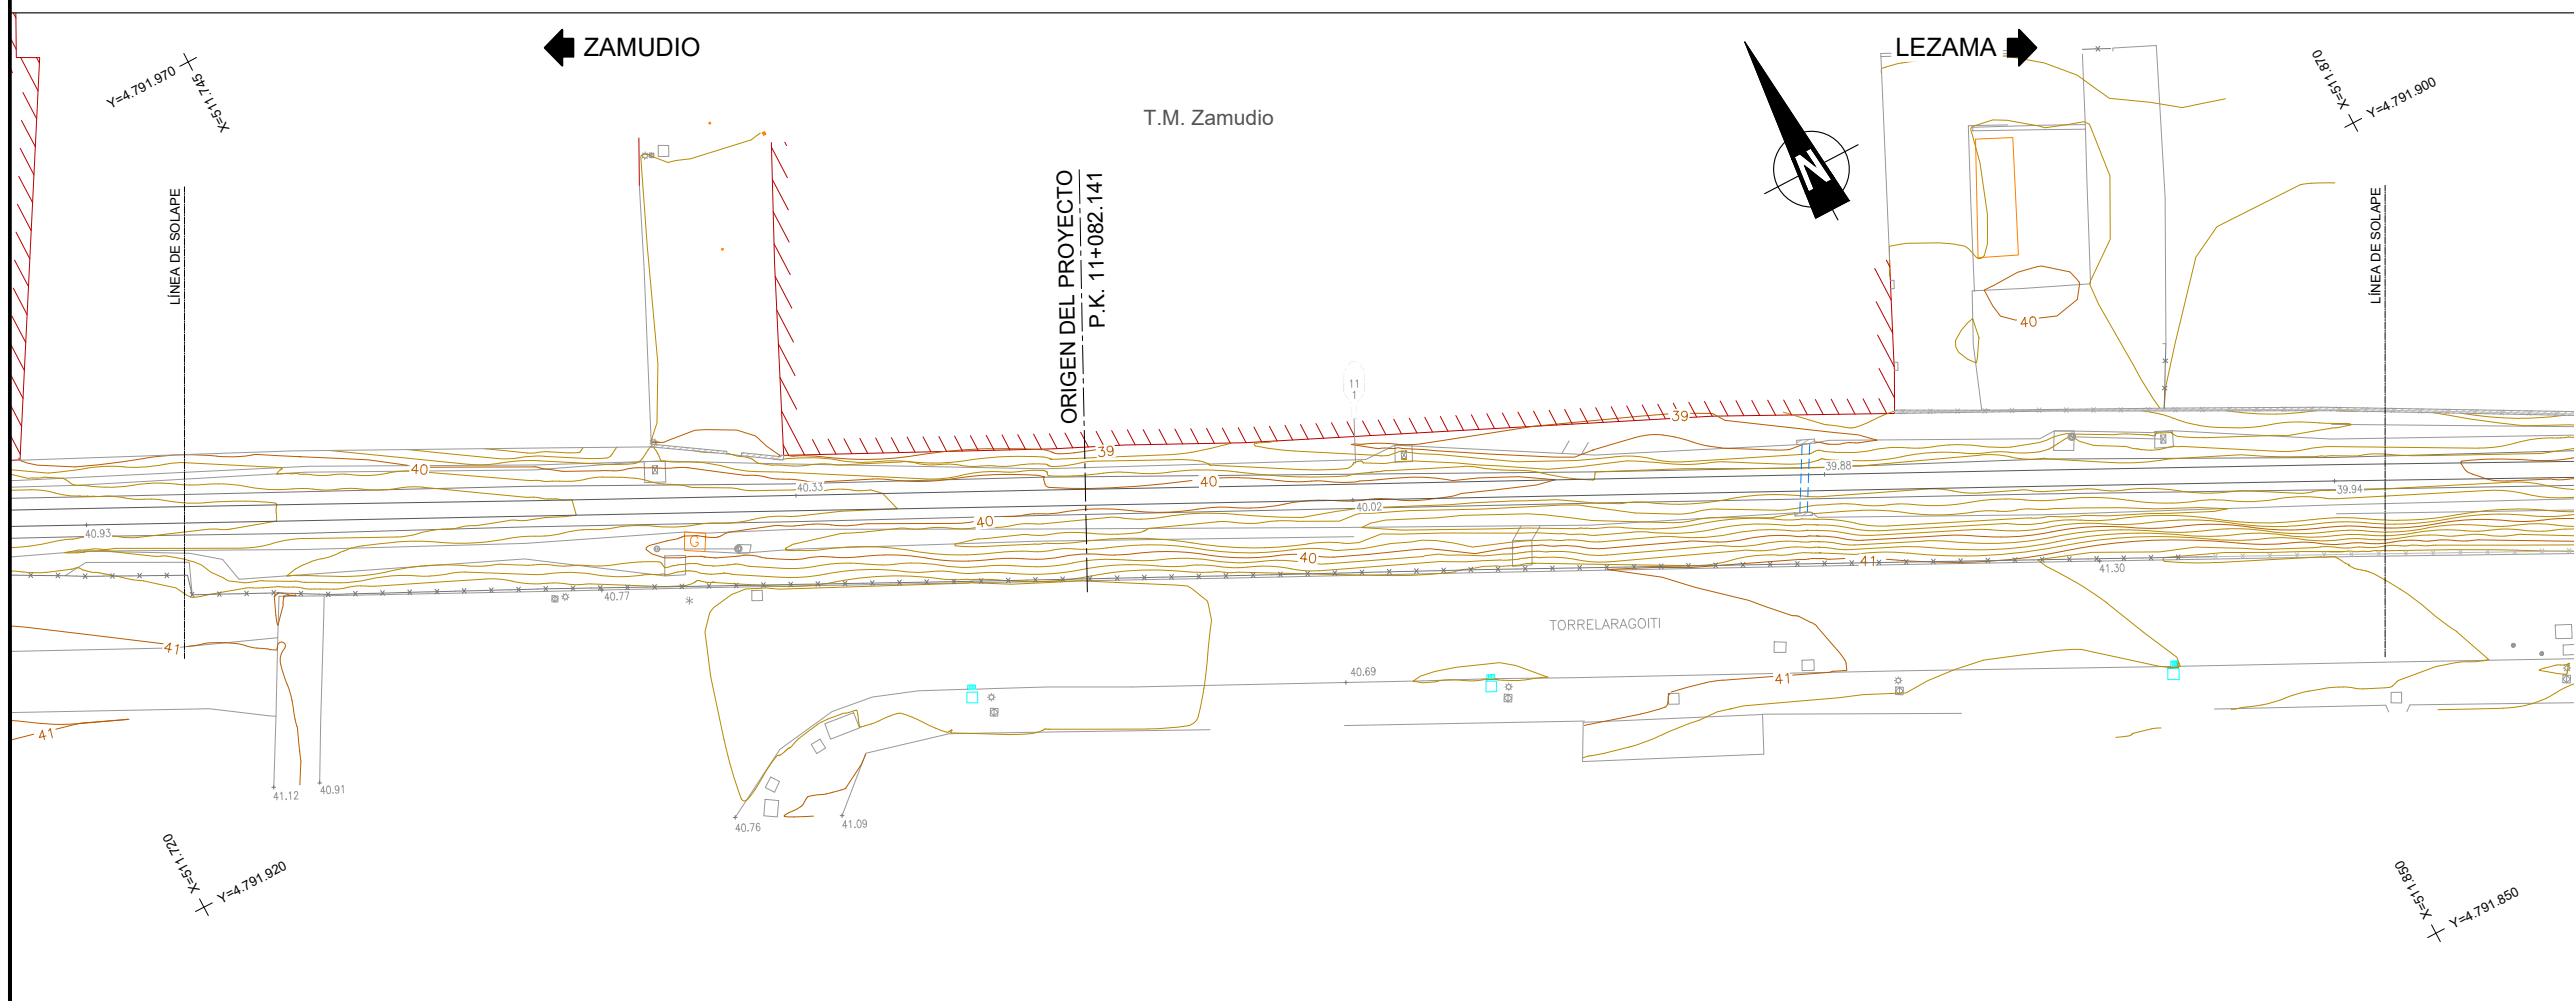 ZAMUDIO
LEZAMA
Y=4.791.970
X=511.745
X=511.870
Y=4.791.900
T.M. Zamudio
N
LÍNEA DE SOLAPE
ORIGEN DEL PROYECTO
P.K. 11+082.141
LÍNEA DE SOLAPE
40
11
1
39
39
40
40
40.33
39.88
39.94
40.02
40
40.93
G
40
41
41.30
40.77
TORRELARAGOITI
41
40.69
41
41
41.12
40.91
40.76
41.09
X=511.720
Y=4.791.920
X=511.850
Y=4.791.850